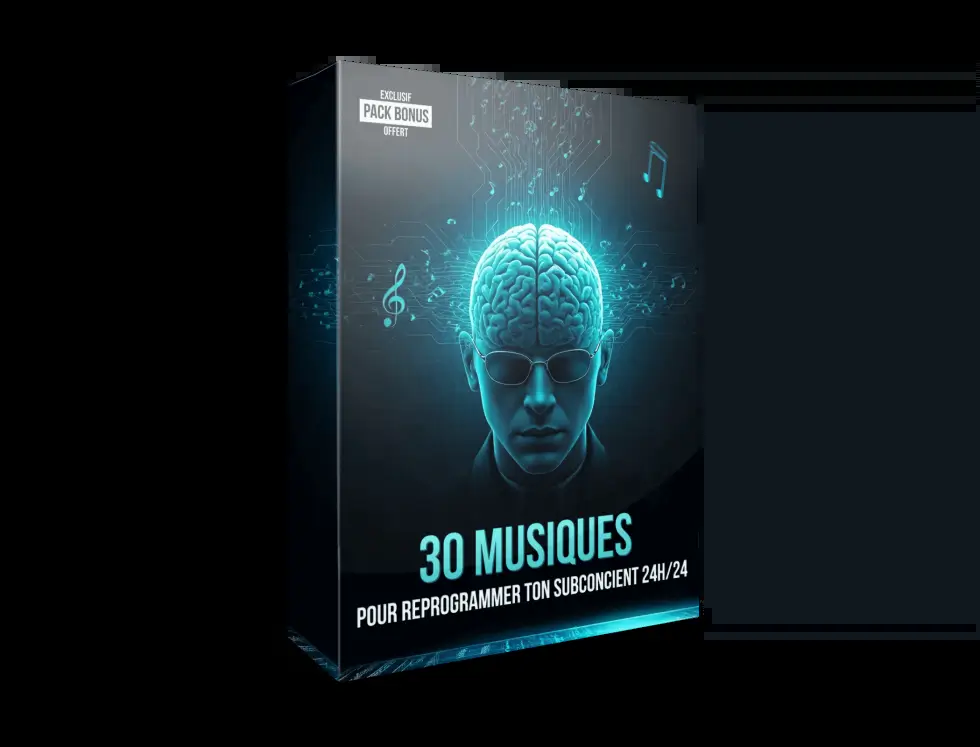 EXCLUSIF
PACK BONUS
OFFERT
30 MUSIQUES
POUR REPROGRAMMER TON SUBCONCIENT 24H/24